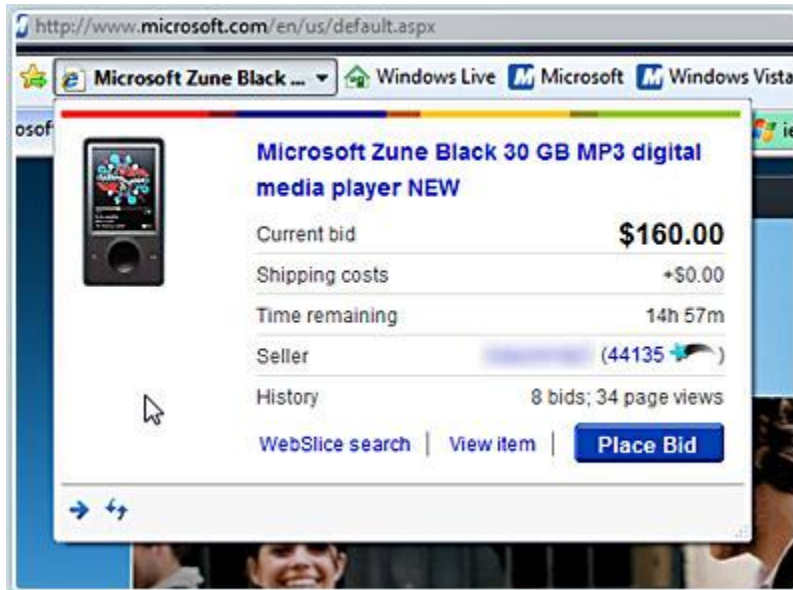 http://www.microsoft.com/en/us/default.aspx
Microsoft Zune Black ... Windows Live Microsoft Windows Vista
osof
ie
Microsoft Zune Black 30 GB MP3 digital
media player NEW
Current bid $160.00
Shipping costs +$0.00
Time remaining 14h 57m
Seller (44135 )
History 8 bids; 34 page views
WebSlice search | View item | Place Bid